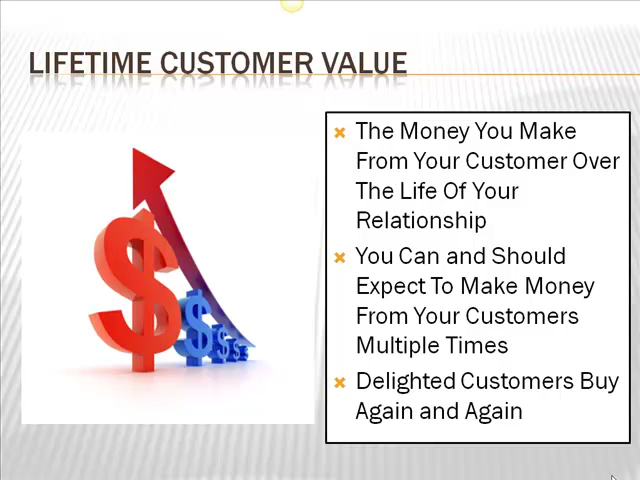 LIFETIME CUSTOMER VALUE
The Money You Make
From Your Customer Over
The Life Of Your
Relationship
You Can and Should
Expect To Make Money
From Your Customers
Multiple Times
Delighted Customers Buy
Again and Again